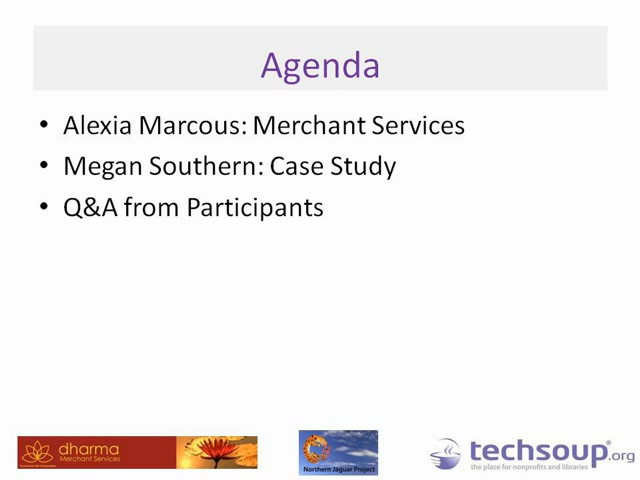 Agenda
• Alexia Marcous: Merchant Services
• Megan Southern: Case Study
• Q&A from Participants
dharma
Merchant Services
Northern Jaguar Project
techsoup.org
the place for nonprofits and libraries